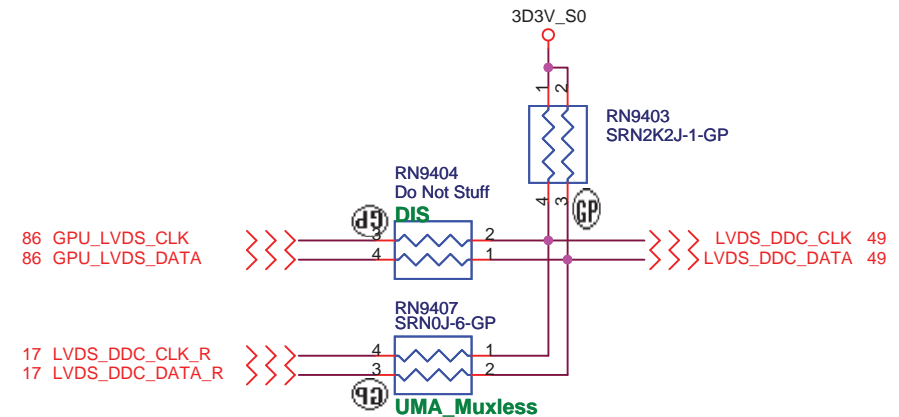 3D3V_S0
1
2
RN9403
SRN2K2J-1-GP
4
3
GP
RN9404
Do Not Stuff
GP
DIS
86 GPU_LVDS_CLK
3
2
LVDS_DDC_CLK 49
86 GPU_LVDS_DATA
4
1
LVDS_DDC_DATA 49
RN9407
SRN0J-6-GP
17 LVDS_DDC_CLK_R
4
1
17 LVDS_DDC_DATA_R
3
2
GP
UMA_Muxless